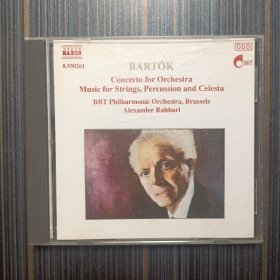 NAXOS
8.550261
DDD
BRT
BARTÓK
Concerto for Orchestra
Music for Strings, Percussion and Celesta
BRT Philharmonic Orchestra, Brussels
Alexander Rahbari